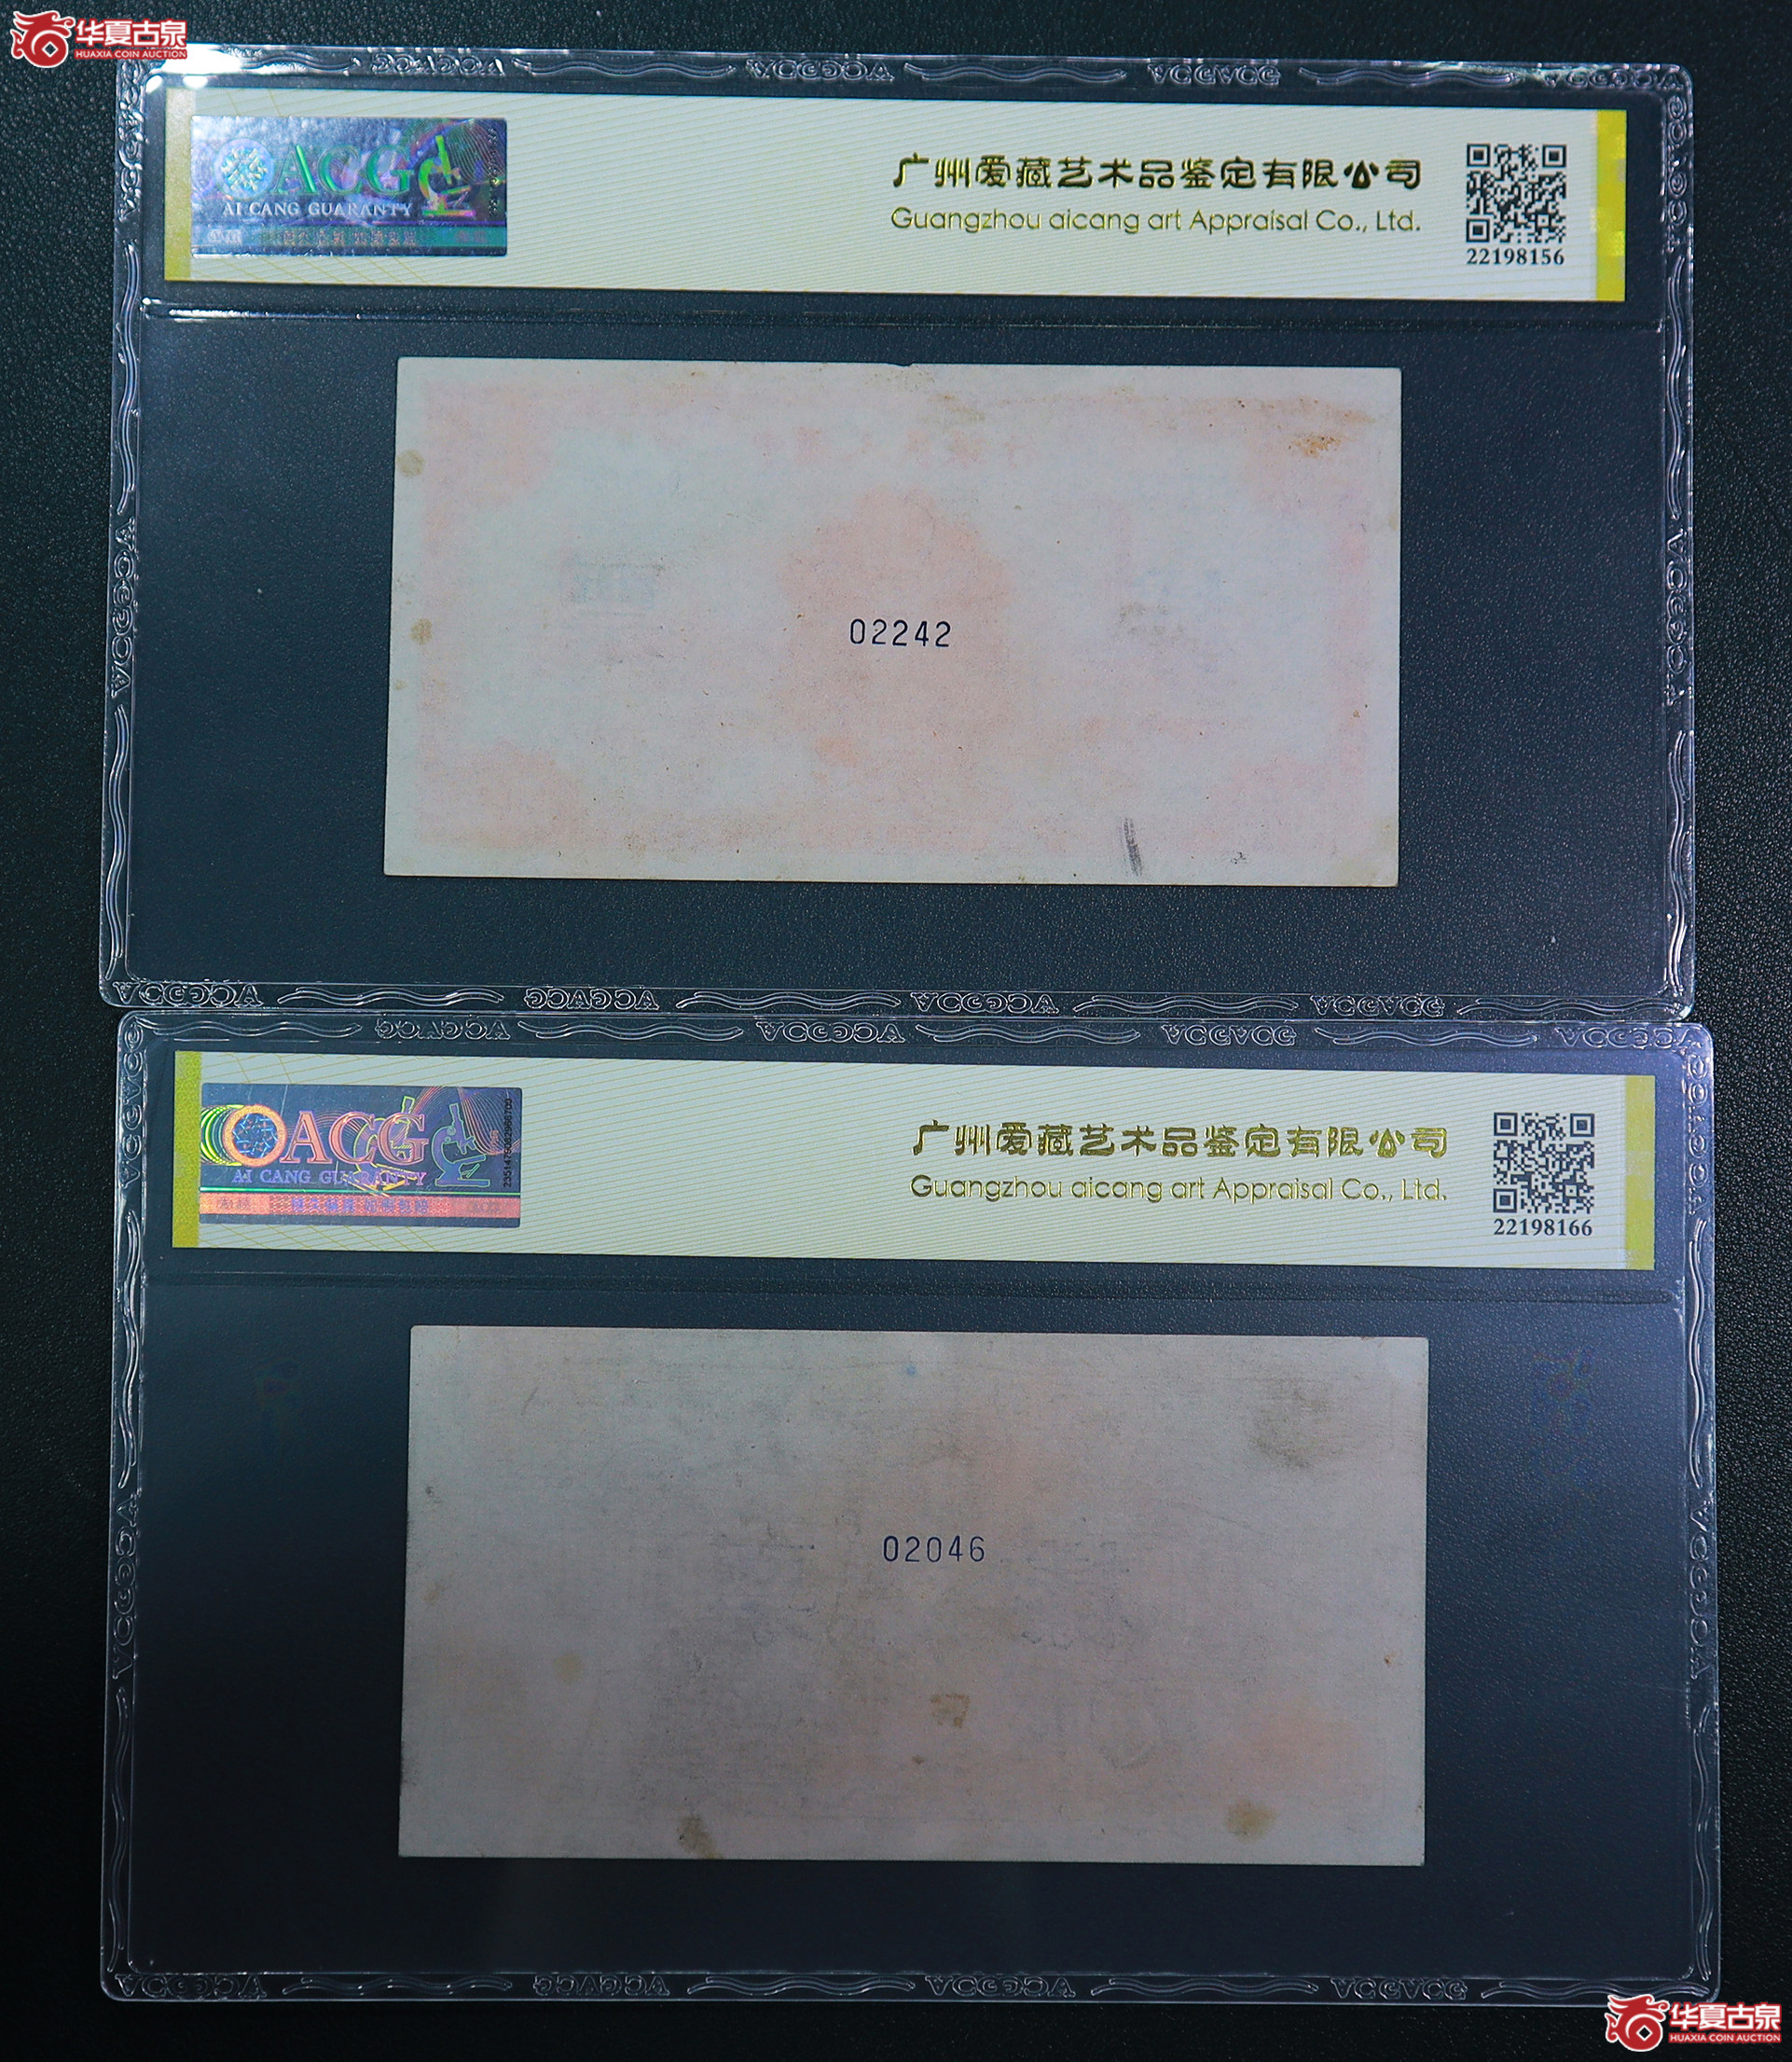 华夏古泉
HUAXIA COIN AUCTION
ACG
AI CANG GUARANTY
广州爱藏艺术品鉴定有限公司
Guangzhou aicang art Appraisal Co., Ltd.
22198156
02242
ACG
AI CANG GUARANTY
广州爱藏艺术品鉴定有限公司
Guangzhou aicang art Appraisal Co., Ltd.
22198166
02046
华夏古泉
HUAXIA COIN AUCTION